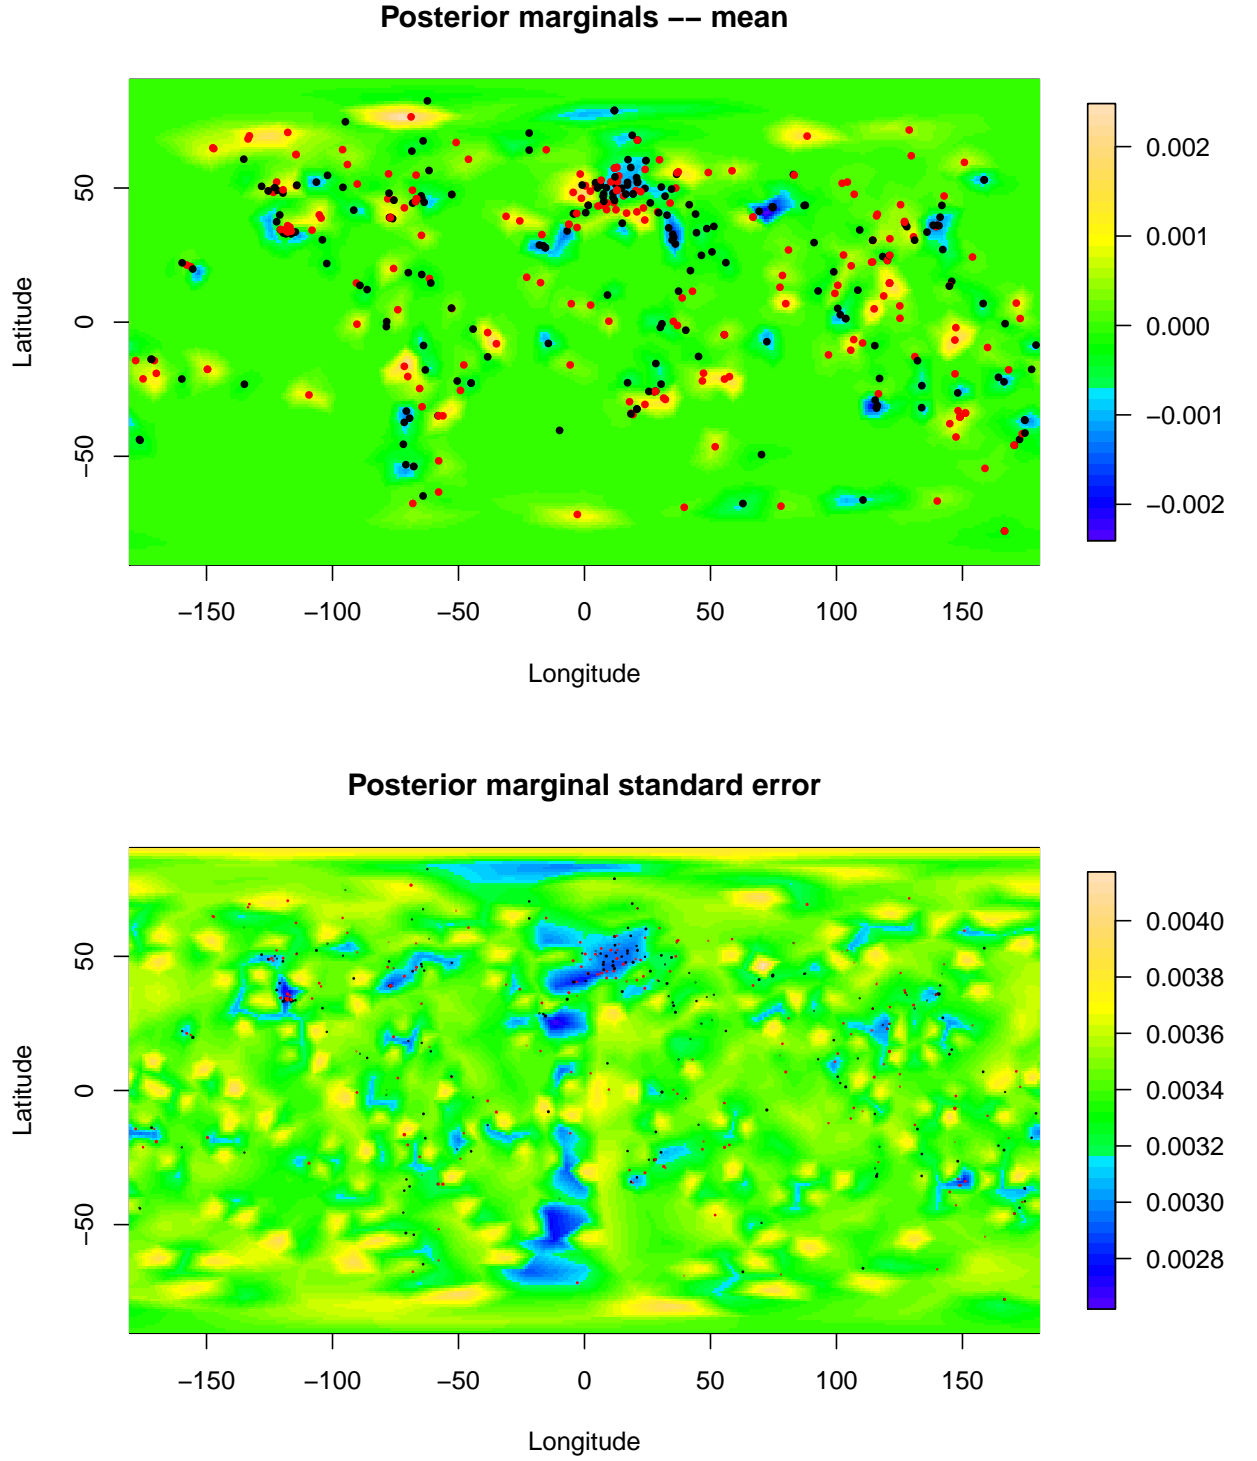 Posterior marginals −− mean
Latitude
50
0
−50
0.002
0.001
0.000
−0.001
−0.002
−150 −100 −50 0 50 100 150
Longitude
Posterior marginal standard error
Latitude
50
0
−50
0.0040
0.0038
0.0036
0.0034
0.0032
0.0030
0.0028
−150 −100 −50 0 50 100 150
Longitude